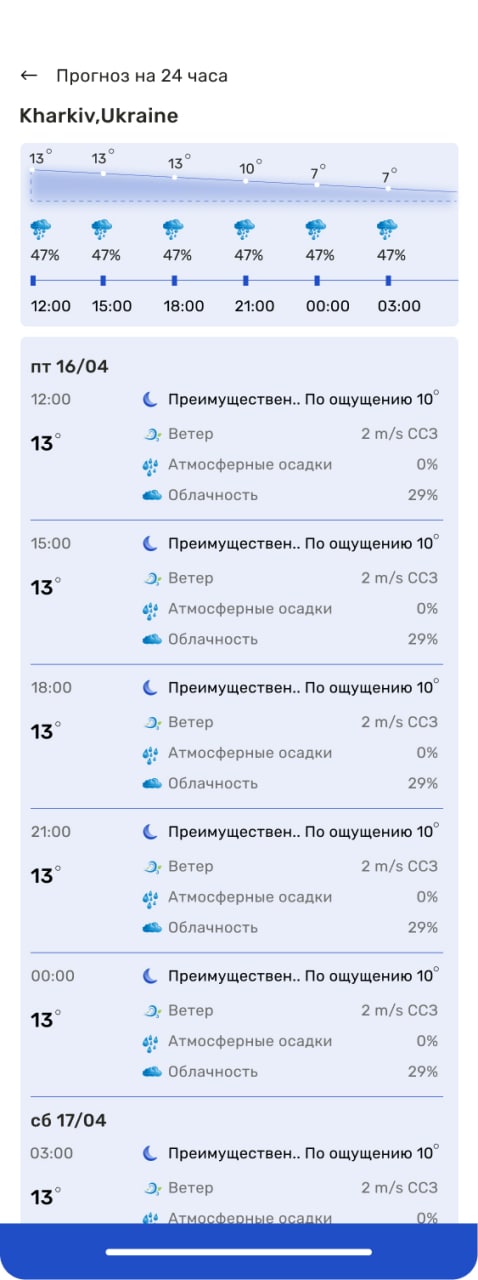 ← Прогноз на 24 часа
Kharkiv,Ukraine
13° 13° 13° 10° 7° 7°
47% 47% 47% 47% 47% 47%
12:00 15:00 18:00 21:00 00:00 03:00
пт 16/04
12:00 Преимуществен.. По ощущению 10°
13° Ветер 2 m/s ССЗ
Атмосферные осадки 0%
Облачность 29%
15:00 Преимуществен.. По ощущению 10°
13° Ветер 2 m/s ССЗ
Атмосферные осадки 0%
Облачность 29%
18:00 Преимуществен.. По ощущению 10°
13° Ветер 2 m/s ССЗ
Атмосферные осадки 0%
Облачность 29%
21:00 Преимуществен.. По ощущению 10°
13° Ветер 2 m/s ССЗ
Атмосферные осадки 0%
Облачность 29%
00:00 Преимуществен.. По ощущению 10°
13° Ветер 2 m/s ССЗ
Атмосферные осадки 0%
Облачность 29%
сб 17/04
03:00 Преимуществен.. По ощущению 10°
13° Ветер 2 m/s ССЗ
Атмосферные осадки 0%